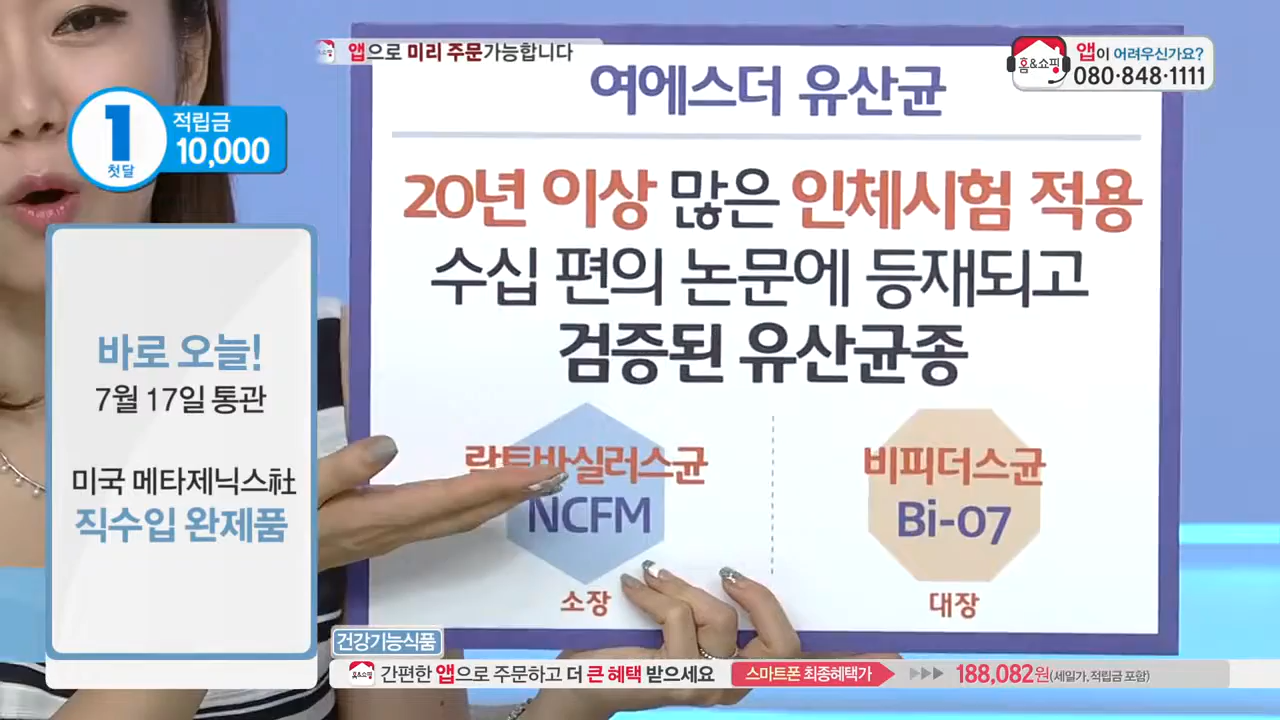 앱으로 미리 주문가능합니다
홈&쇼핑
앱이 어려우신가요?
080·848·1111
1
첫달
적립금
10,000
여에스더 유산균
20년 이상 많은 인체시험 적용
수십 편의 논문에 등재되고
검증된 유산균종
락토바실러스균
NCFM
소장
비피더스균
Bi-07
대장
바로 오늘!
7월 17일 통관
미국 메타제닉스社
직수입 완제품
건강기능식품
홈&쇼핑
간편한 앱으로 주문하고 더 큰 혜택 받으세요
스마트폰 최종혜택가
188,082원(세일가, 적립금 포함)